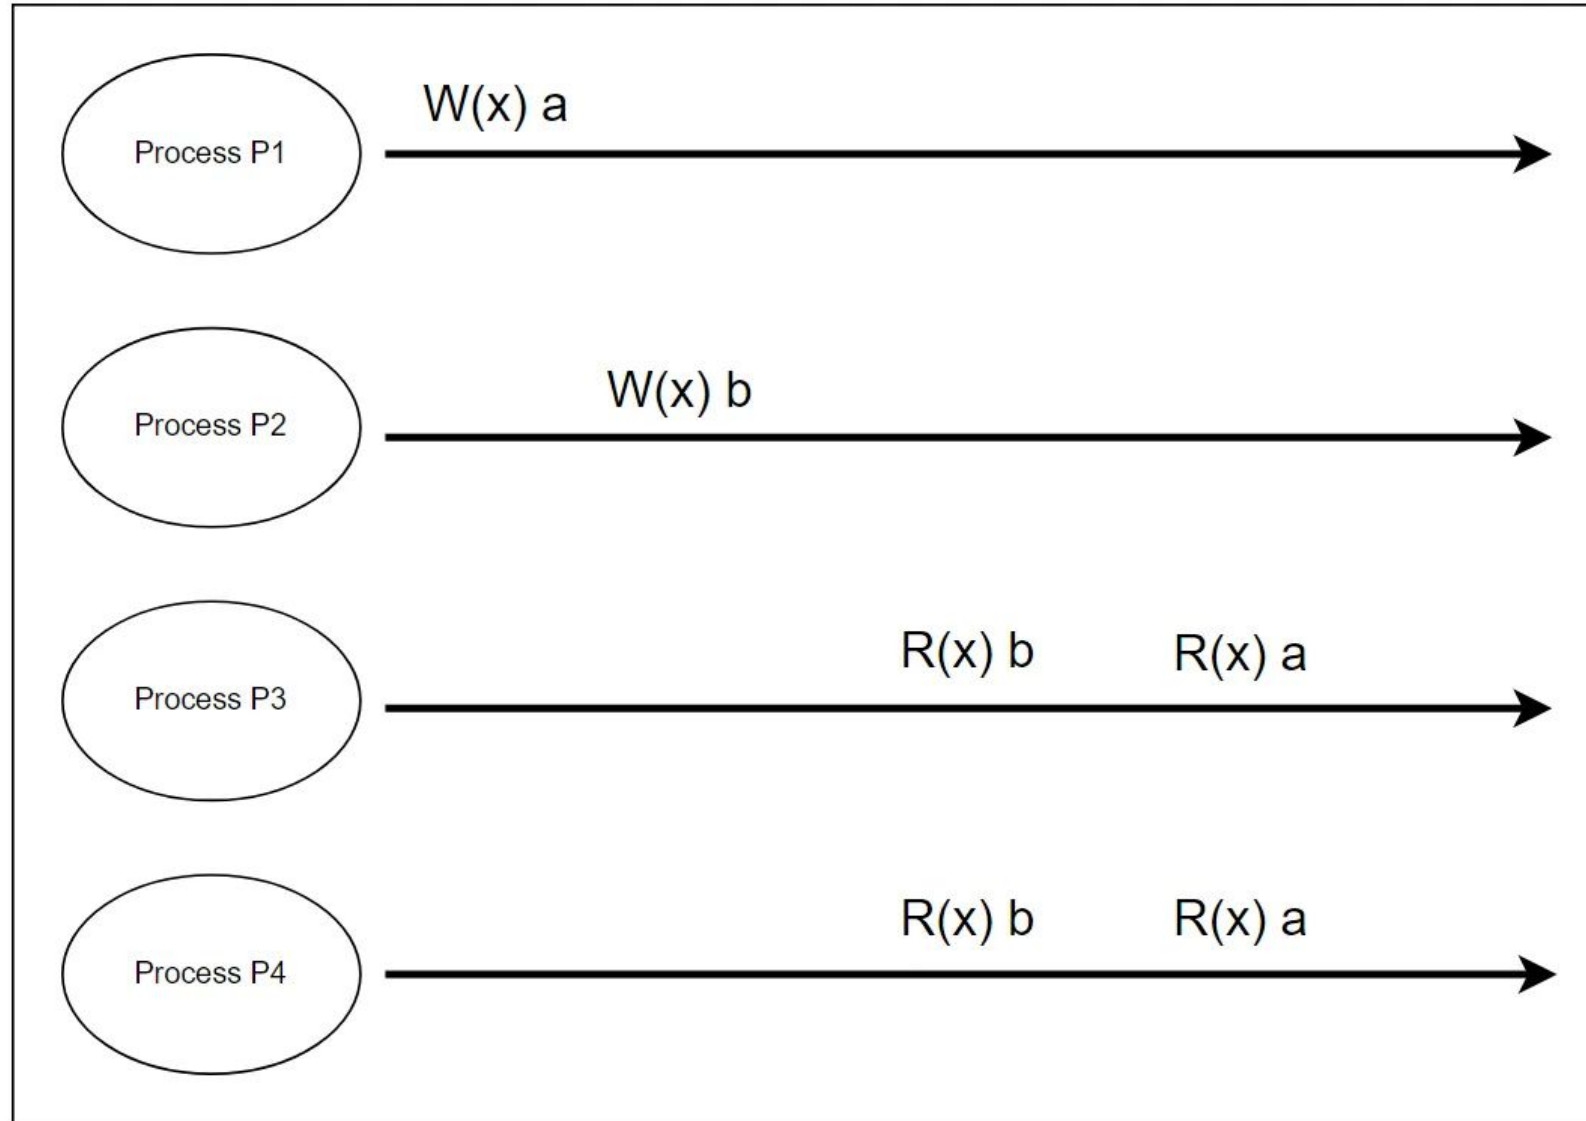 W(x) a
Process P1
W(x) b
Process P2
R(x) b R(x) a
Process P3
R(x) b R(x) a
Process P4